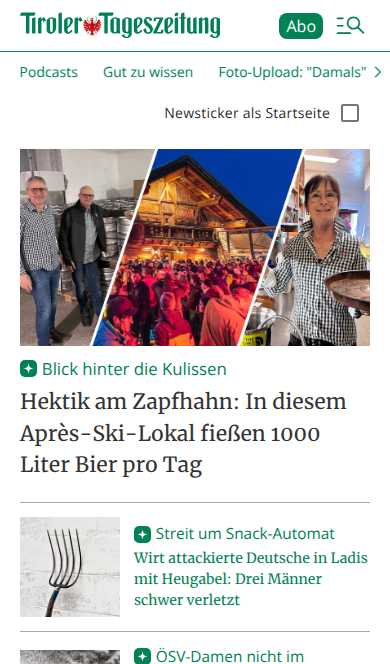 Tiroler Tageszeitung
Abo
Podcasts Gut zu wissen Foto-Upload: "Damals"
Newsticker als Startseite
Blick hinter die Kulissen
Hektik am Zapfhahn: In diesem
Après-Ski-Lokal fließen 1000
Liter Bier pro Tag
Streit um Snack-Automat
Wirt attackierte Deutsche in Ladis
mit Heugabel: Drei Männer
schwer verletzt
ÖSV-Damen nicht im